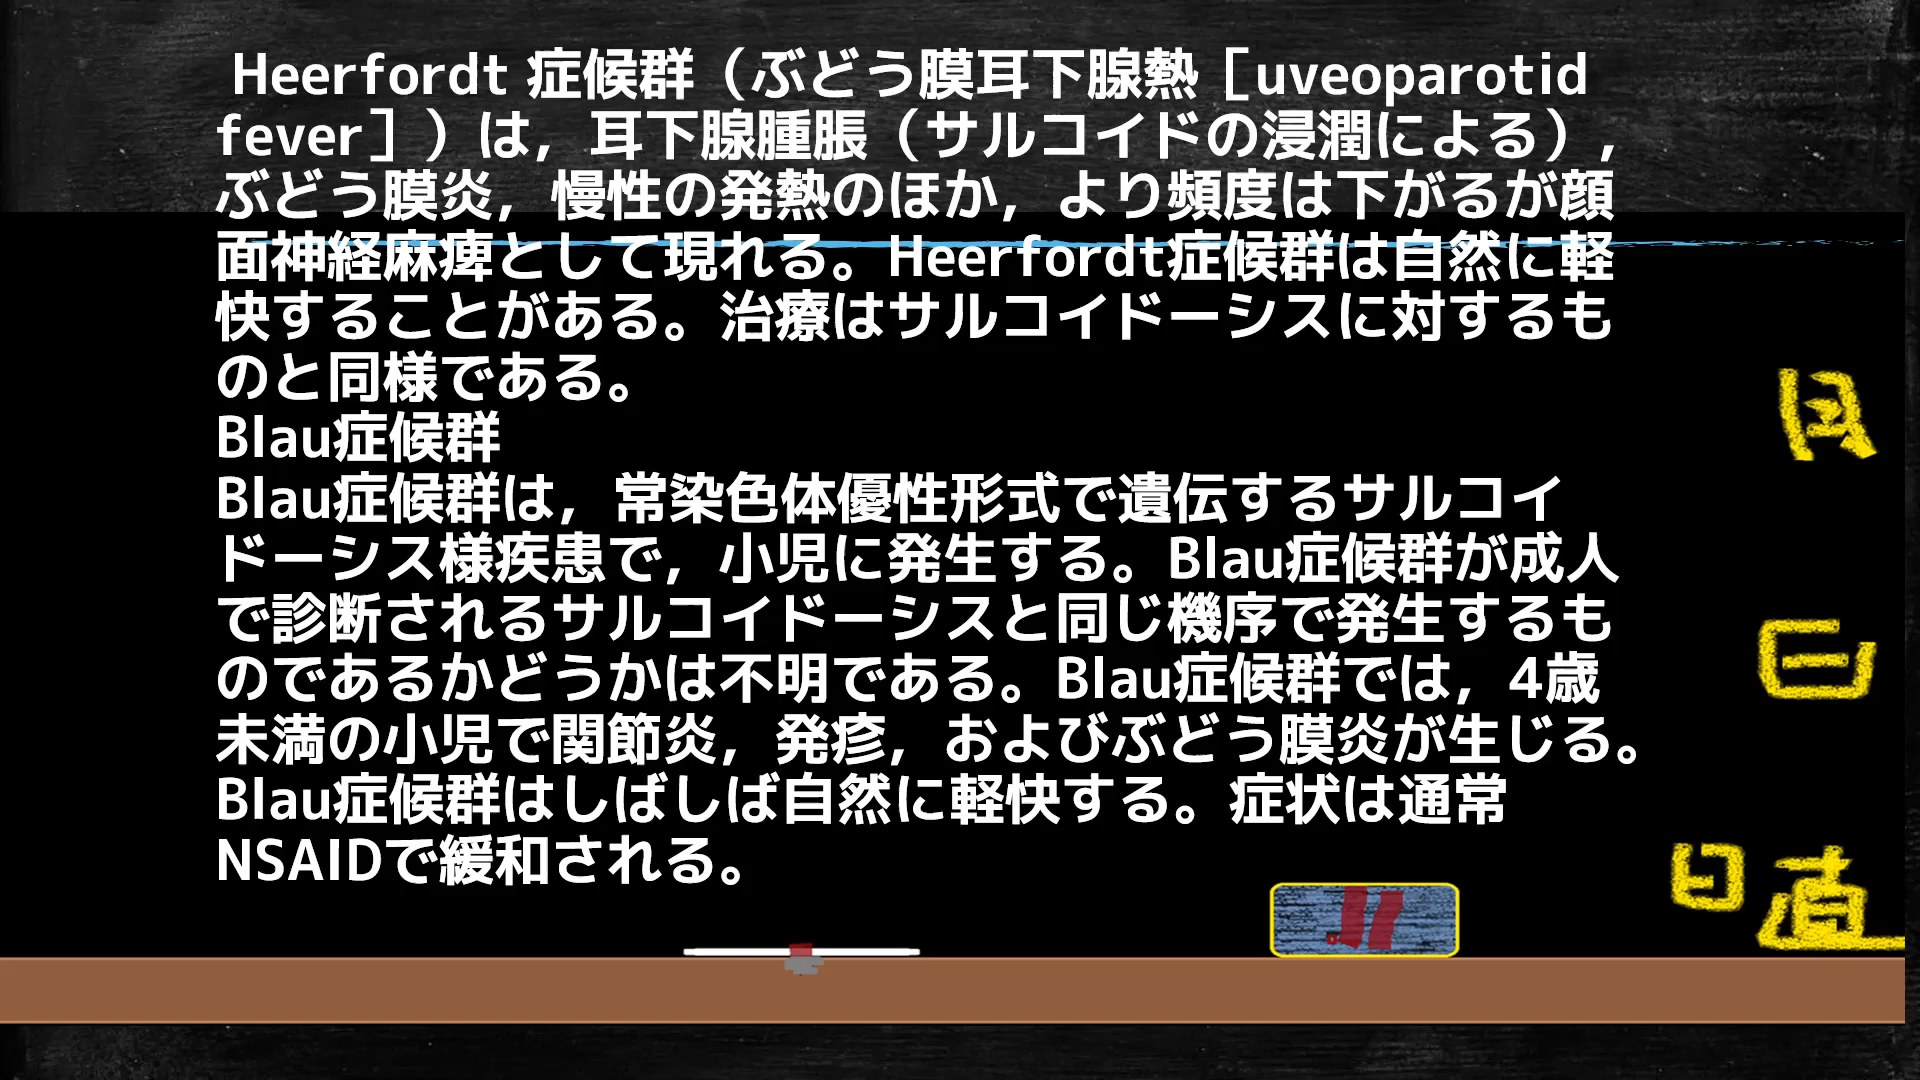 Heerfordt 症候群（ぶどう膜耳下腺熱［uveoparotid
fever］）は，耳下腺腫脹（サルコイドの浸潤による），
ぶどう膜炎，慢性の発熱のほか，より頻度は下がるが顔
面神経麻痺として現れる。Heerfordt症候群は自然に軽
快することがある。治療はサルコイドーシスに対するも
のと同様である。
Blau症候群
Blau症候群は，常染色体優性形式で遺伝するサルコイ
ドーシス様疾患で，小児に発生する。Blau症候群が成人
で診断されるサルコイドーシスと同じ機序で発生するも
のであるかどうかは不明である。Blau症候群では，4歳
未満の小児で関節炎，発疹，およびぶどう膜炎が生じる。
Blau症候群はしばしば自然に軽快する。症状は通常
NSAIDで緩和される。
日直